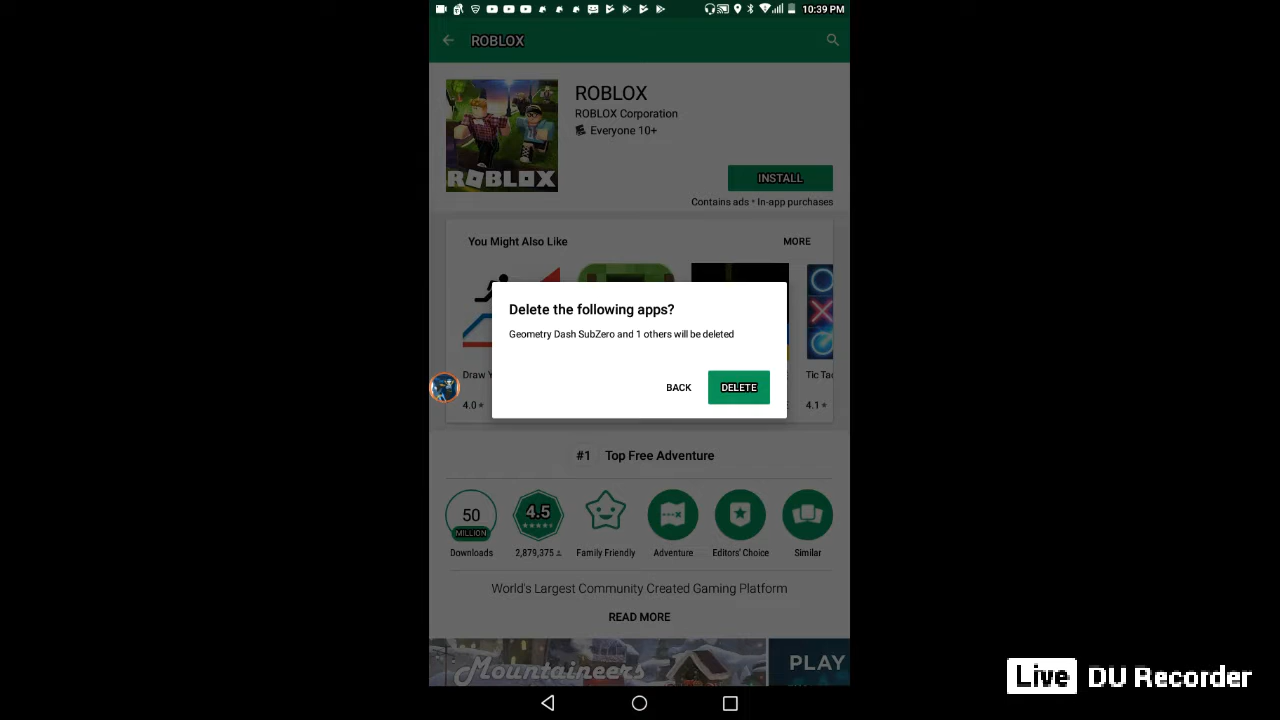 10:39 PM
ROBLOX
ROBLOX
ROBLOX Corporation
Everyone 10+
ROBLOX
INSTALL
Contains ads • In-app purchases
You Might Also Like
MORE
Delete the following apps?
Geometry Dash SubZero and 1 others will be deleted
BACK
DELETE
Draw
Tic Tac
4.0
4.1
#1 Top Free Adventure
50
MILLION
4.5
Downloads
2,879,375
Family Friendly
Adventure
Editors' Choice
Similar
World's Largest Community Created Gaming Platform
READ MORE
Mountaineers
PLAY
Live DU Recorder